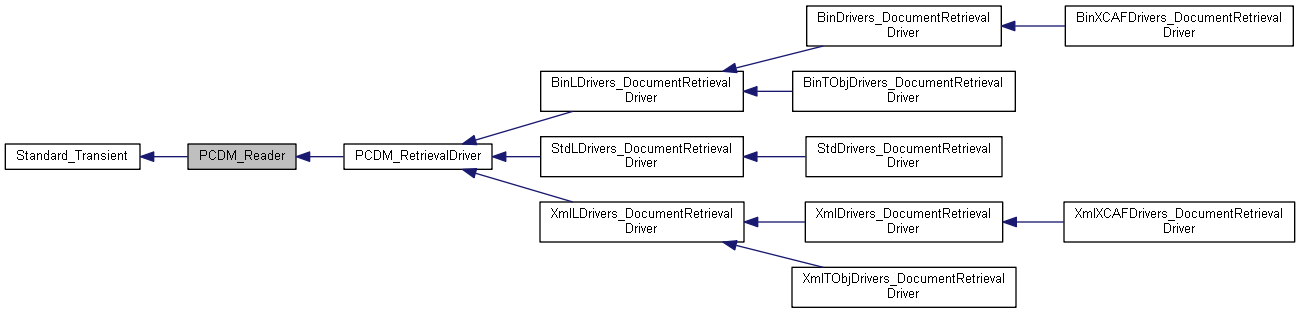 BinDrivers_DocumentRetrieval
Driver
BinXCAFDrivers_DocumentRetrieval
Driver
BinLDrivers_DocumentRetrieval
Driver
BinTObjDrivers_DocumentRetrieval
Driver
Standard_Transient
PCDM_Reader
PCDM_RetrievalDriver
StdLDrivers_DocumentRetrieval
Driver
StdDrivers_DocumentRetrieval
Driver
XmlLDrivers_DocumentRetrieval
Driver
XmlDrivers_DocumentRetrieval
Driver
XmlXCAFDrivers_DocumentRetrieval
Driver
XmlTObjDrivers_DocumentRetrieval
Driver